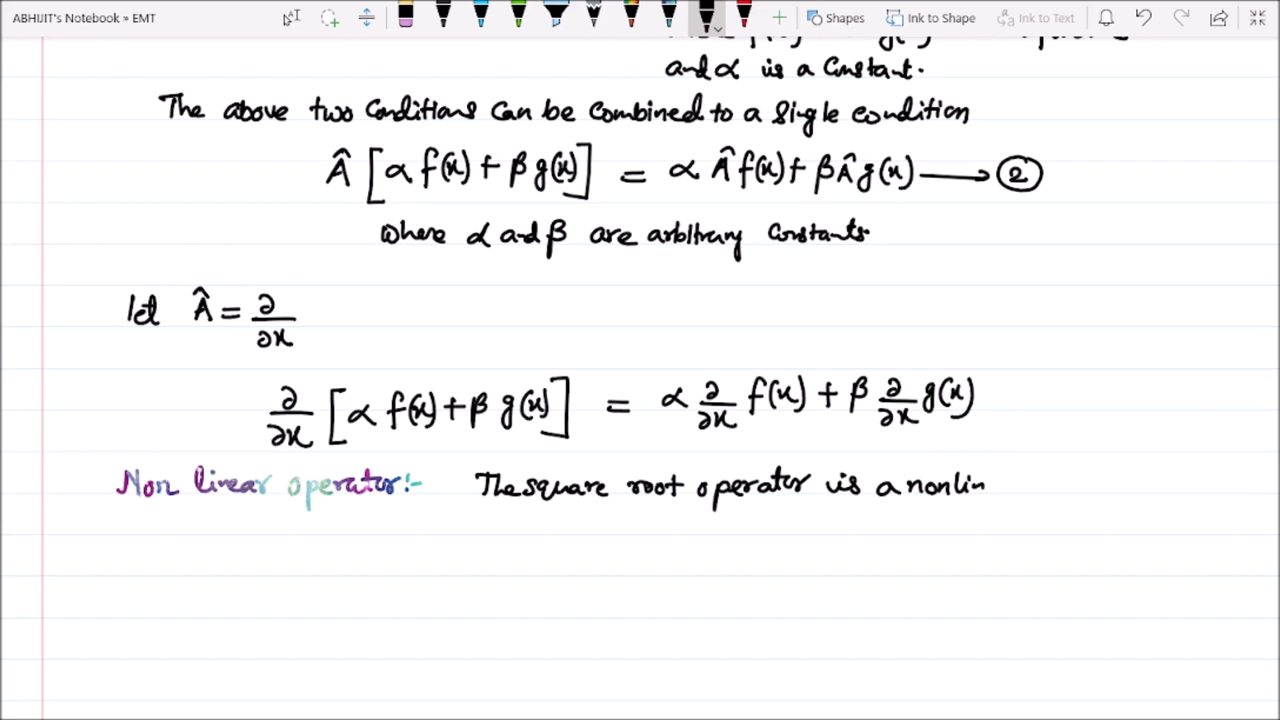 ABHIJIT's Notebook » EMT
Shapes
Ink to Shape
Ink to Text
and α is a Constant.
The above two Conditions Can be Combined to a Single condition
Â [α f(x) + β g(x)] = α Â f(x) + β Â g(x) ⟶ ②
Where α and β are arbitrary Constants.
let Â = ∂/∂x
∂/∂x [α f(x) + β g(x)] = α ∂/∂x f(x) + β ∂/∂x g(x)
Non linear operator:- The square root operator is a nonlin